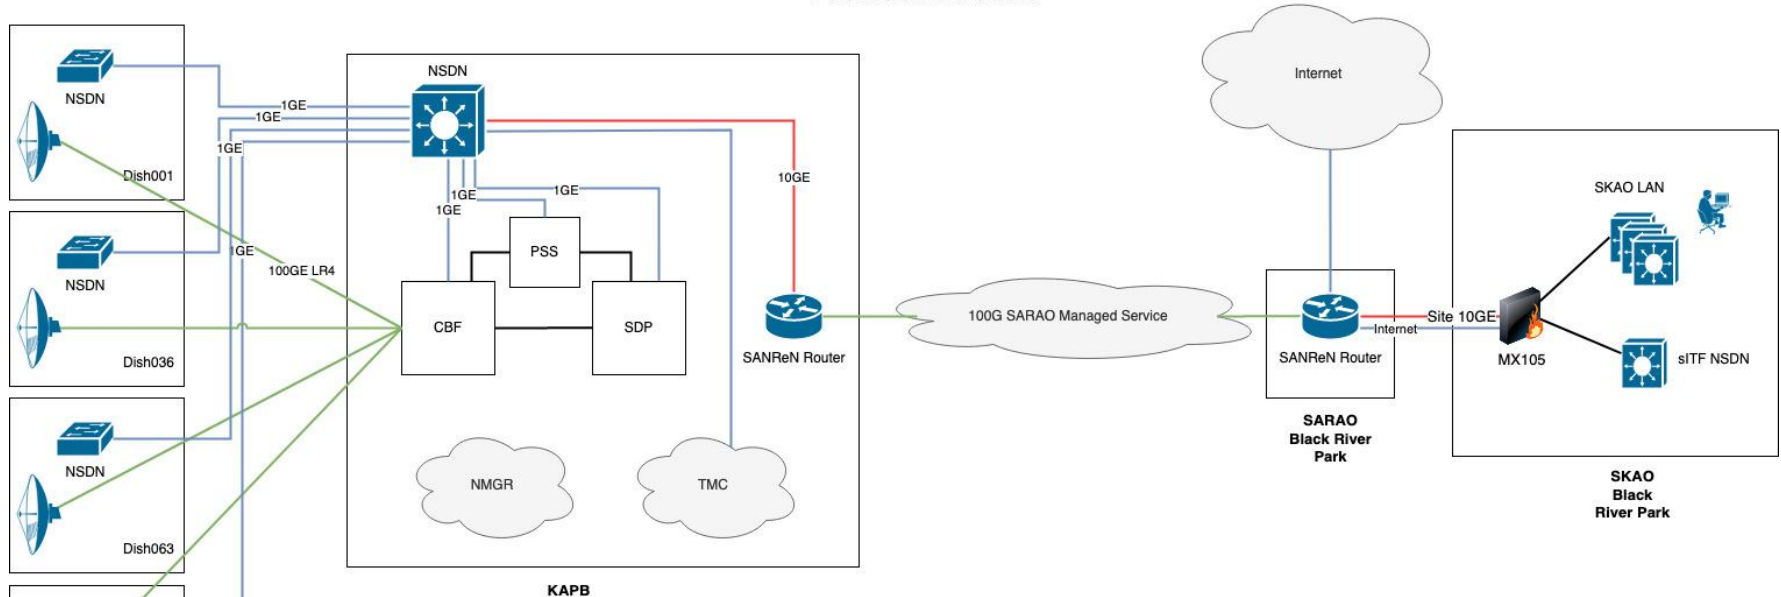 NSDN
Dish001
NSDN
Dish036
NSDN
Dish063
1GE
1GE
1GE
1GE
100GE LR4
NSDN
1GE
1GE
1GE
10GE
PSS
CBF
SDP
SANReN Router
NMGR
TMC
KAPB
100G SARAO Managed Service
Internet
SANReN Router
SARAO
Black River
Park
Site 10GE
Internet
MX105
SKAO LAN
sITF NSDN
SKAO
Black
River Park